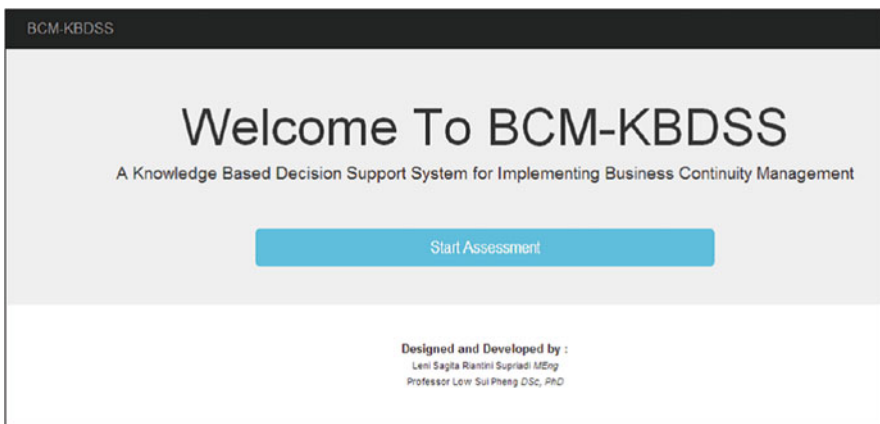 BCM-KBDSS
Welcome To BCM-KBDSS
A Knowledge Based Decision Support System for Implementing Business Continuity Management
Start Assessment
Designed and Developed by :
Leni Sagita Riantini Supriadi MEng
Professor Low Sui Pheng DSc, PhD